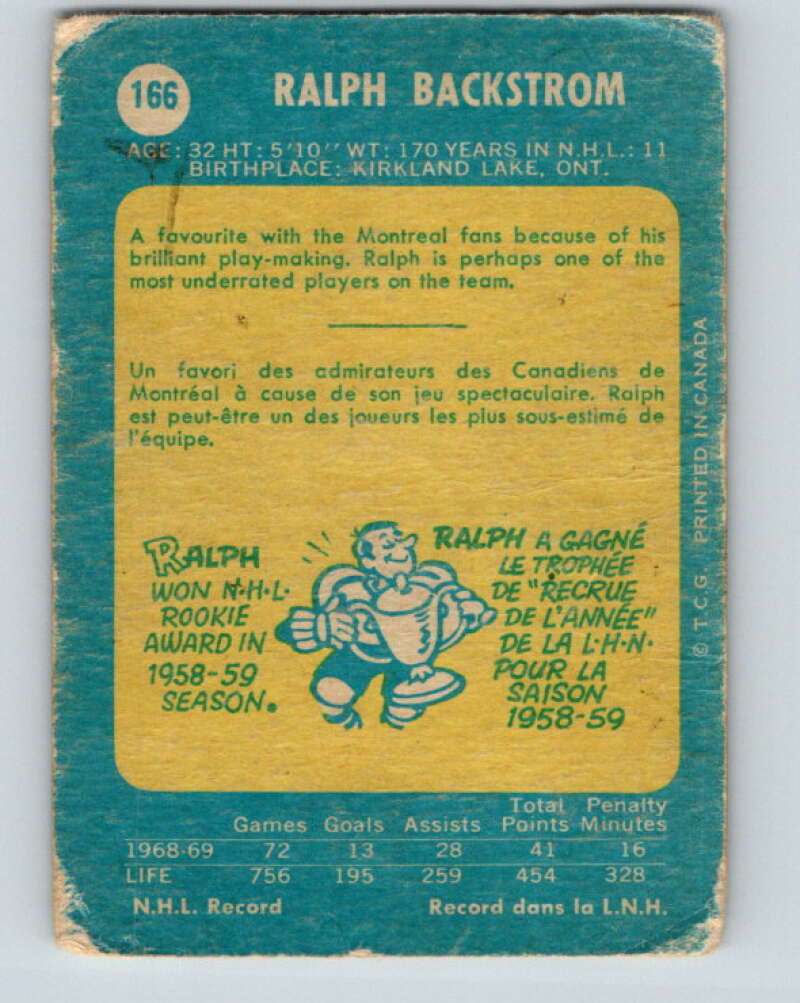 166
RALPH BACKSTROM
AGE: 32 HT: 5'10'' WT: 170 YEARS IN N.H.L.: 11
BIRTHPLACE: KIRKLAND LAKE, ONT.
A favourite with the Montreal fans because of his
brilliant play-making. Ralph is perhaps one of the
most underrated players on the team.
Un favori des admirateurs des Canadiens de
Montréal à cause de son jeu spectaculaire. Ralph
est peut-être un des joueurs les plus sous-estimé de
l'équipe.
RALPH
WON N·H·L·
ROOKIE
AWARD IN
1958-59
SEASON.
RALPH A GAGNÉ
LE TROPHÉE
DE "RECRUE
DE L'ANNÉE"
DE LA L·H·N·
POUR LA
SAISON
1958-59
© T.C.G. PRINTED IN CANADA
Total Penalty
Games Goals Assists Points Minutes
1968-69 72 13 28 41 16
LIFE 756 195 259 454 328
N.H.L. Record Record dans la L.N.H.